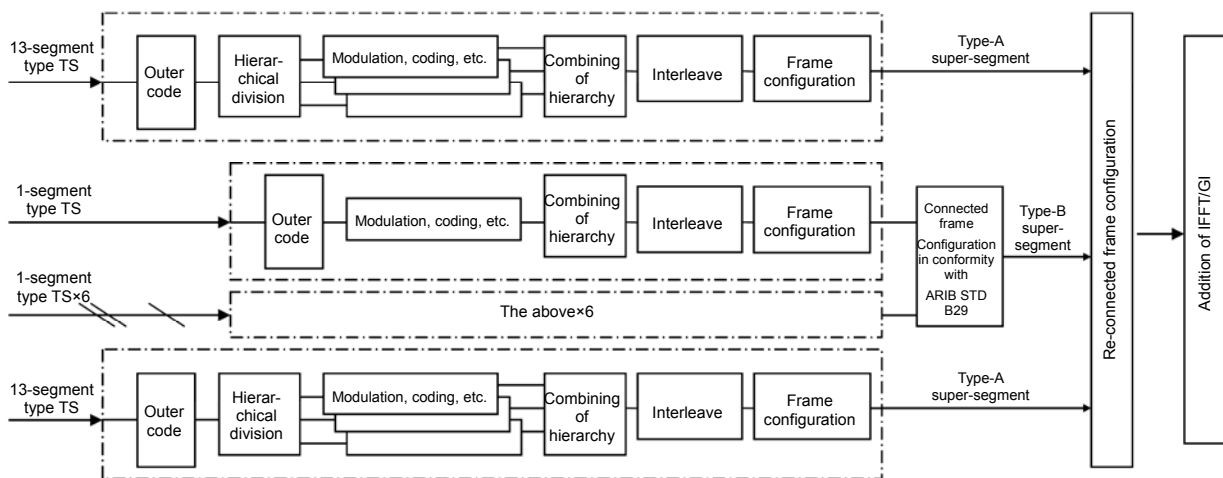 13-segment
type TS
Outer
code
Hierar-
chical
division
Modulation, coding, etc.
Combining
of
hierarchy
Interleave
Frame
configuration
Type-A
super-segment
1-segment
type TS
Outer
code
Modulation, coding, etc.
Combining
of
hierarchy
Interleave
Frame
configuration
Connected
frame
Configuration
in conformity
with
ARIB STD
B29
Type-B
super-
segment
1-segment
type TS×6
The above×6
13-segment
type TS
Outer
code
Hierar-
chical
division
Modulation, coding, etc.
Combining
of
hierarchy
Interleave
Frame
configuration
Type-A
super-segment
Re-connected frame configuration
Addition of IFFT/GI